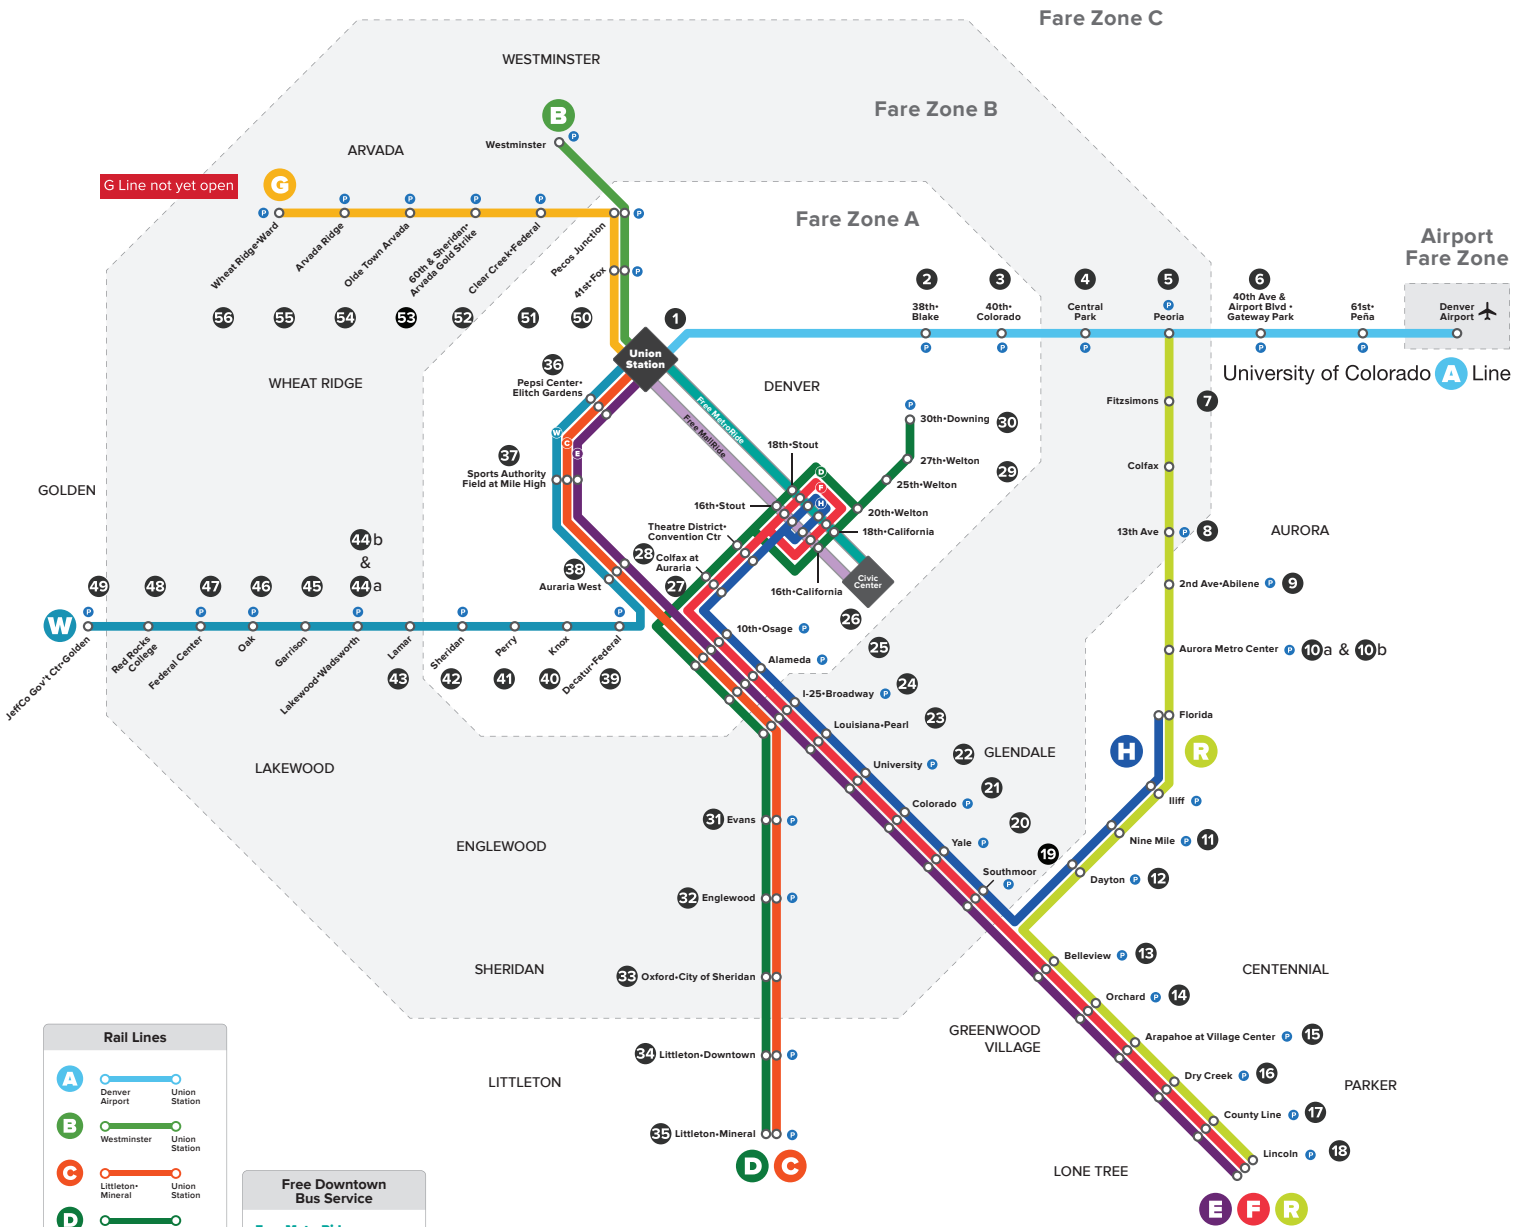 Fare Zone C
WESTMINSTER
Fare Zone B
B
P
Westminster
ARVADA
G Line not yet open
G
Fare Zone A
P
P
P
P
P
P
Wheat Ridge•Ward
Arvada Ridge
Olde Town Arvada
60th & Sheridan•
Arvada Gold Strike
Clear Creek•Federal
Pecos Junction
41st•Fox
P
Airport
Fare Zone
56
55
54
53
52
51
50
1
2
3
4
5
6
38th•
Blake
40th•
Colorado
Central
Park
P
Peoria
40th Ave &
Airport Blvd •
Gateway Park
61st•
Peña
Denver
Airport
P
P
P
P
P
Union
Station
University of Colorado A Line
WHEAT RIDGE
36
Pepsi Center•
Elitch Gardens
DENVER
Free MetroRide
Free MallRide
P
30th•Downing
30
Fitzsimons
7
W
C
E
37
Sports Authority
Field at Mile High
18th•Stout
D
F
H
27th•Welton
29
25th•Welton
Colfax
GOLDEN
16th•Stout
20th•Welton
Theatre District•
Convention Ctr
18th•California
13th Ave
P
8
AURORA
44b
&
44a
28
Colfax at
Auraria
38
Auraria West
27
16th•California
Civic
Center
2nd Ave•Abilene
P
9
49
48
47
46
45
P
P
P
P
P
P
W
JeffCo Gov't Ctr•Golden
Red Rocks
College
Federal Center
Oak
Garrison
Lakewood•Wadsworth
Lamar
Sheridan
Perry
Knox
Decatur•Federal
43
42
41
40
39
26
10th•Osage
P
25
Alameda
P
Aurora Metro Center
P
10a & 10b
I-25•Broadway
P
24
Louisiana•Pearl
23
Florida
H
R
University
P
22
GLENDALE
LAKEWOOD
Colorado
P
21
Iliff
P
31
Evans
P
20
Yale
P
Nine Mile
P
11
ENGLEWOOD
19
Southmoor
P
Dayton
P
12
32
Englewood
P
Belleview
P
13
SHERIDAN
33
Oxford•City of Sheridan
CENTENNIAL
Orchard
P
14
GREENWOOD
VILLAGE
Arapahoe at Village Center
P
15
34
Littleton•Downtown
P
LITTLETON
Dry Creek
P
16
PARKER
County Line
P
17
35
Littleton•Mineral
P
Lincoln
P
18
D
C
LONE TREE
E
F
R
Rail Lines
A
Denver
Airport
Union
Station
B
Westminster
Union
Station
C
Littleton•
Mineral
Union
Station
D
Free Downtown
Bus Service